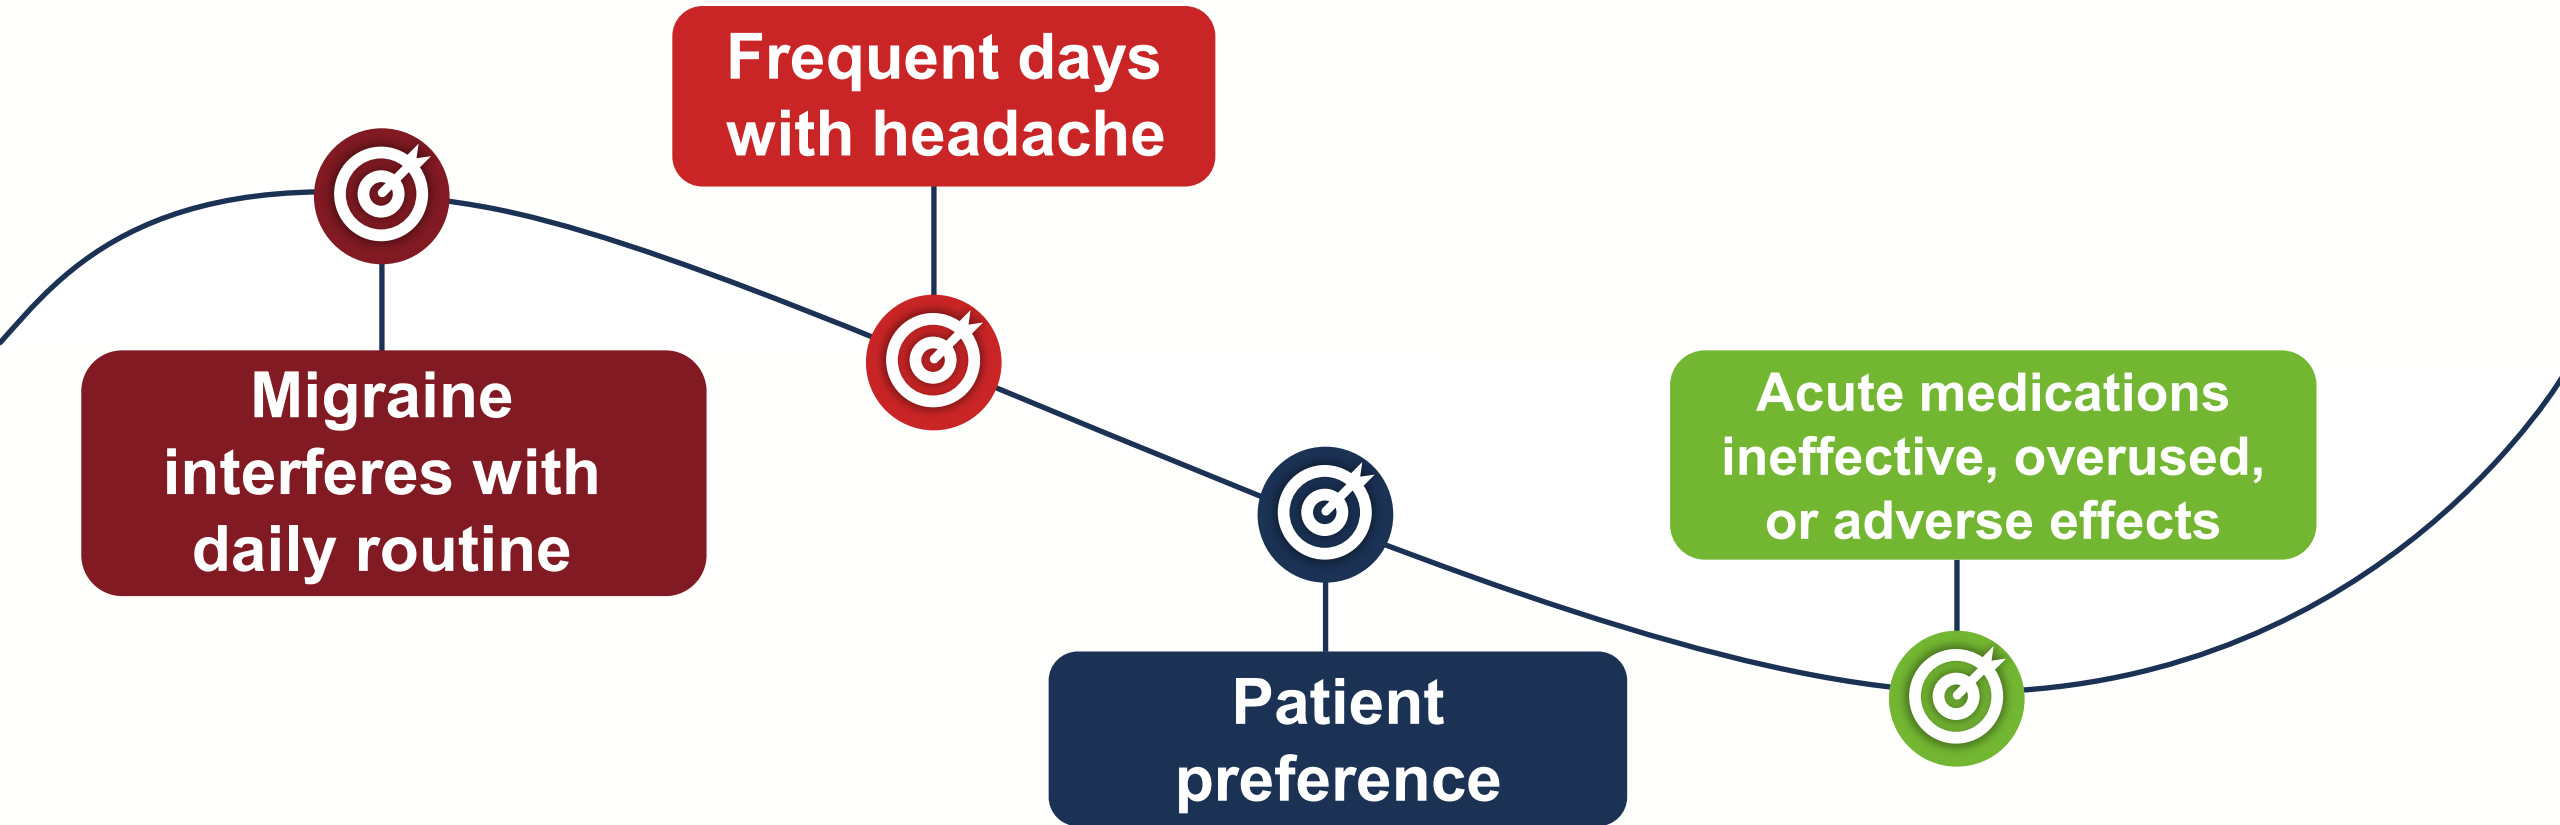 Frequent days
with headache
Migraine
interferes with
daily routine
Patient
preference
Acute medications
ineffective, overused,
or adverse effects